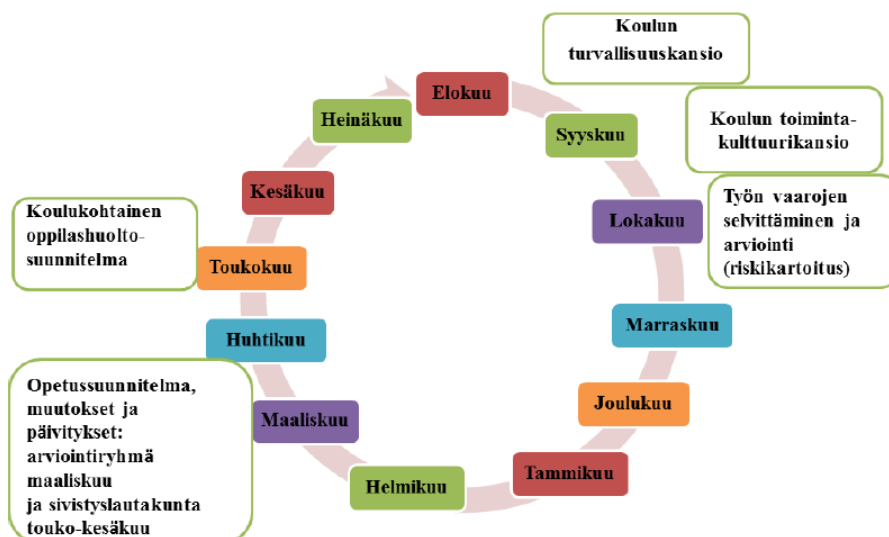 Koulun
turvallisuuskansio
Elokuu
Heinäkuu
Syyskuu
Koulun toiminta-
kulttuurikansio
Kesäkuu
Lokakuu
Työn vaarojen
selvittäminen ja
arviointi
(riskikartoitus)
Koulukohtainen
oppilashuolto-
suunnitelma
Toukokuu
Huhtikuu
Marraskuu
Opetussuunnitelma,
muutokset ja
päivitykset:
arviointiryhmä
maaliskuu
ja sivistyslautakunta
touko-kesäkuu
Maaliskuu
Joulukuu
Helmikuu
Tammikuu